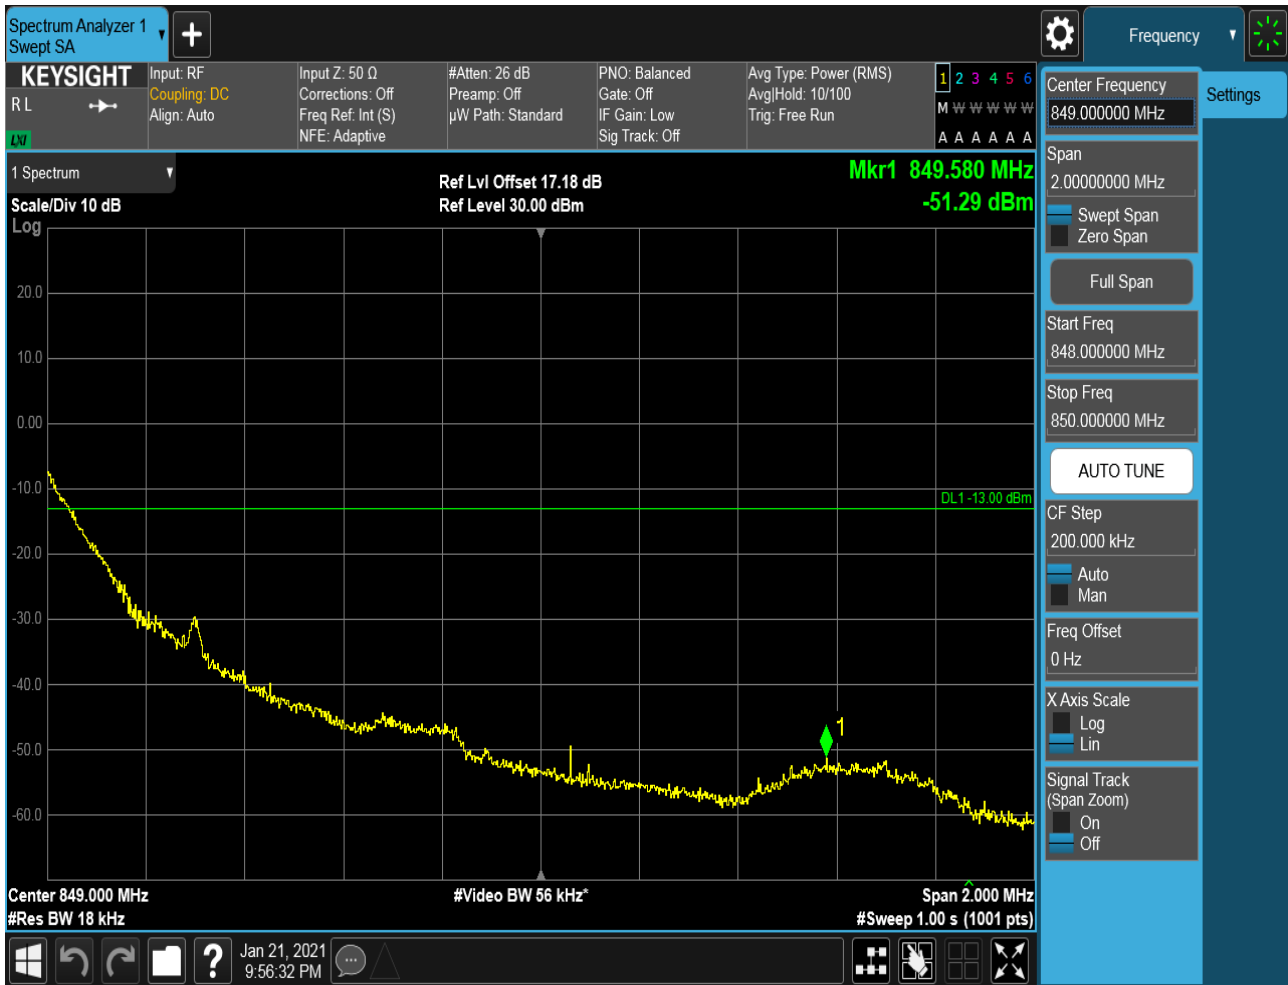 Spectrum Analyzer 1
Swept SA
Frequency
KEYSIGHT
R L
LXI
Input: RF
Coupling: DC
Align: Auto
Input Z: 50 Ω
Corrections: Off
Freq Ref: Int (S)
NFE: Adaptive
#Atten: 26 dB
Preamp: Off
µW Path: Standard
PNO: Balanced
Gate: Off
IF Gain: Low
Sig Track: Off
Avg Type: Power (RMS)
Avg|Hold: 10/100
Trig: Free Run
1 2 3 4 5 6
M W W W W W
A A A A A A
1 Spectrum
Scale/Div 10 dB
Log
Ref Lvl Offset 17.18 dB
Ref Level 30.00 dBm
Mkr1 849.580 MHz
-51.29 dBm
20.0
10.0
0.00
-10.0
-20.0
-30.0
-40.0
-50.0
-60.0
DL1 -13.00 dBm
1
Center 849.000 MHz
#Res BW 18 kHz
#Video BW 56 kHz*
Span 2.000 MHz
#Sweep 1.00 s (1001 pts)
Center Frequency
849.000000 MHz
Span
2.00000000 MHz
Swept Span
Zero Span
Full Span
Start Freq
848.000000 MHz
Stop Freq
850.000000 MHz
AUTO TUNE
CF Step
200.000 kHz
Auto
Man
Freq Offset
0 Hz
X Axis Scale
Log
Lin
Signal Track
(Span Zoom)
On
Off
Settings
?
Jan 21, 2021
9:56:32 PM